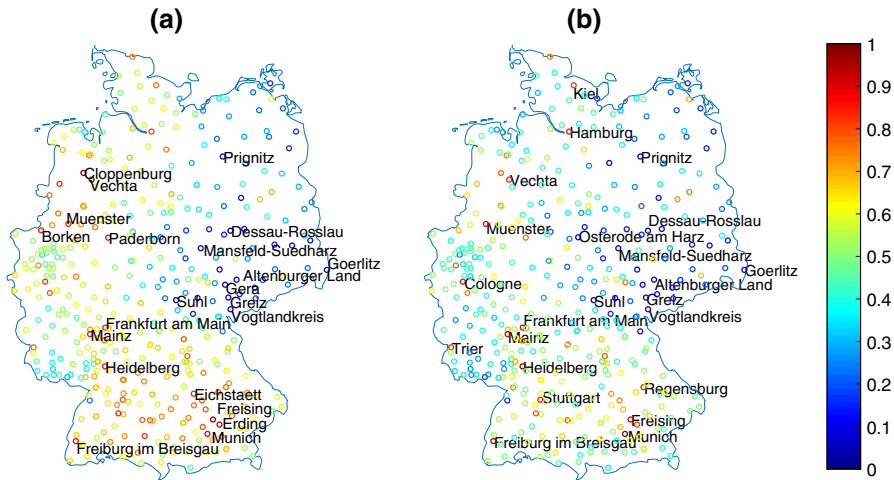 (a)
Prignitz
Cloppenburg
Vechta
Muenster
Borken
Paderborn
Dessau-Rosslau
Mansfeld-Suedharz
Goerlitz
Altenburger Land
Gera
Suhl
Greiz
Vogtlandkreis
Frankfurt am Main
Mainz
Heidelberg
Eichstaett
Freising
Erding
Munich
Freiburg im Breisgau
(b)
Kiel
Hamburg
Prignitz
Vechta
Muenster
Dessau-Rosslau
Osterode am Harz
Mansfeld-Suedharz
Goerlitz
Cologne
Altenburger Land
Suhl
Greiz
Vogtlandkreis
Frankfurt am Main
Mainz
Trier
Heidelberg
Regensburg
Stuttgart
Freising
Munich
Freiburg im Breisgau
1
0.9
0.8
0.7
0.6
0.5
0.4
0.3
0.2
0.1
0